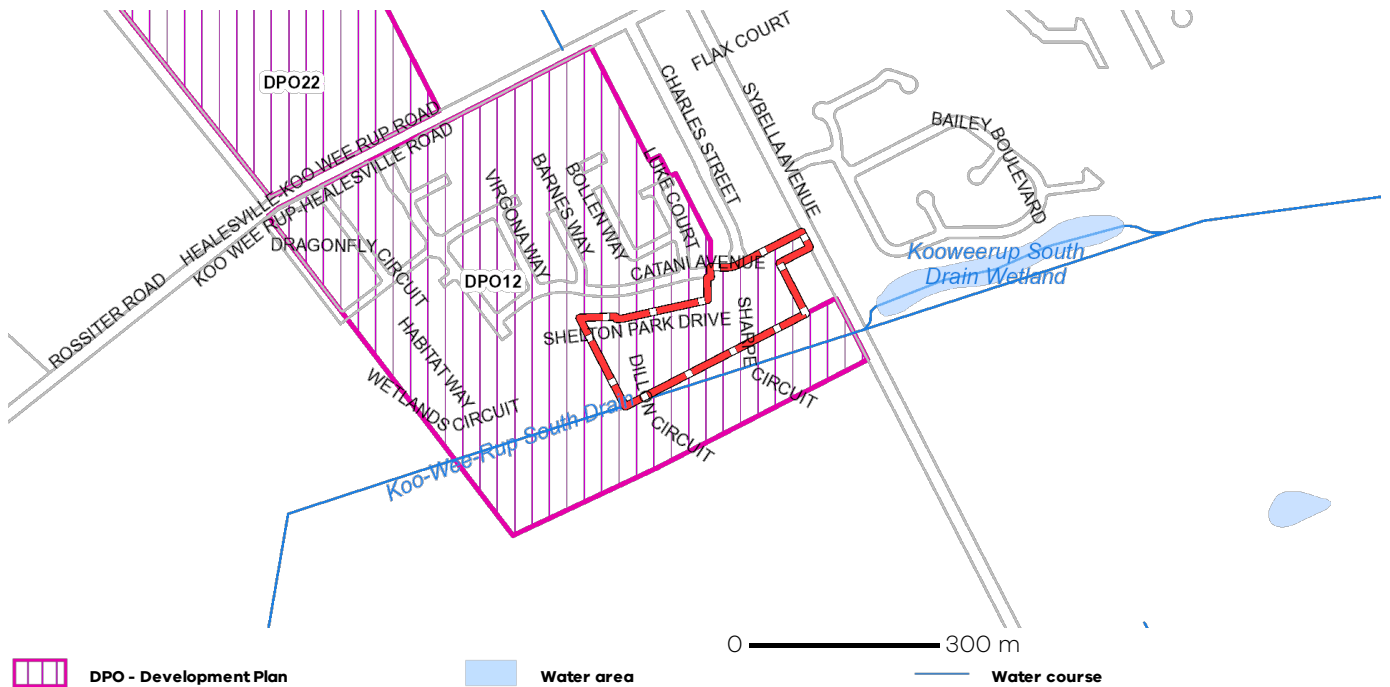 FLAX COURT
CHARLES STREET
SYBELLA AVENUE
DPO22
BAILEY BOULEVARD
HEALESVILLE-KOO WEE RUP ROAD
KOO WEE RUP-HEALESVILLE ROAD
LUKE COURT
BARNES WAY
BOLLEN WAY
VIRGONA WAY
DRAGONFLY CIRCUIT
CATANI AVENUE
Kooweerup South
Drain Wetland
ROSSITER ROAD
DPO12
SHELTON PARK DRIVE
SHARPE CIRCUIT
HABITAT WAY
DILLON CIRCUIT
WETLANDS CIRCUIT
Koo-Wee-Rup South Drain
0 300 m
DPO - Development Plan
Water area
Water course